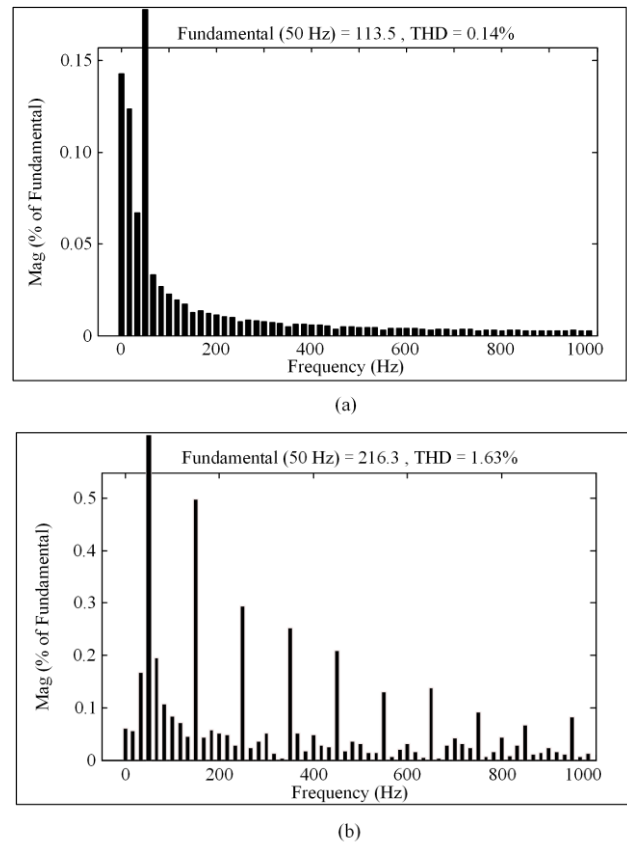 Fundamental (50 Hz) = 113.5 , THD = 0.14%
0.15
0.10
0.05
0
Mag (% of Fundamental)
0 200 400 600 800 1000
Frequency (Hz)
(a)
Fundamental (50 Hz) = 216.3 , THD = 1.63%
0.5
0.4
0.3
0.2
0.1
0
Mag (% of Fundamental)
0 200 400 600 800 1000
Frequency (Hz)
(b)